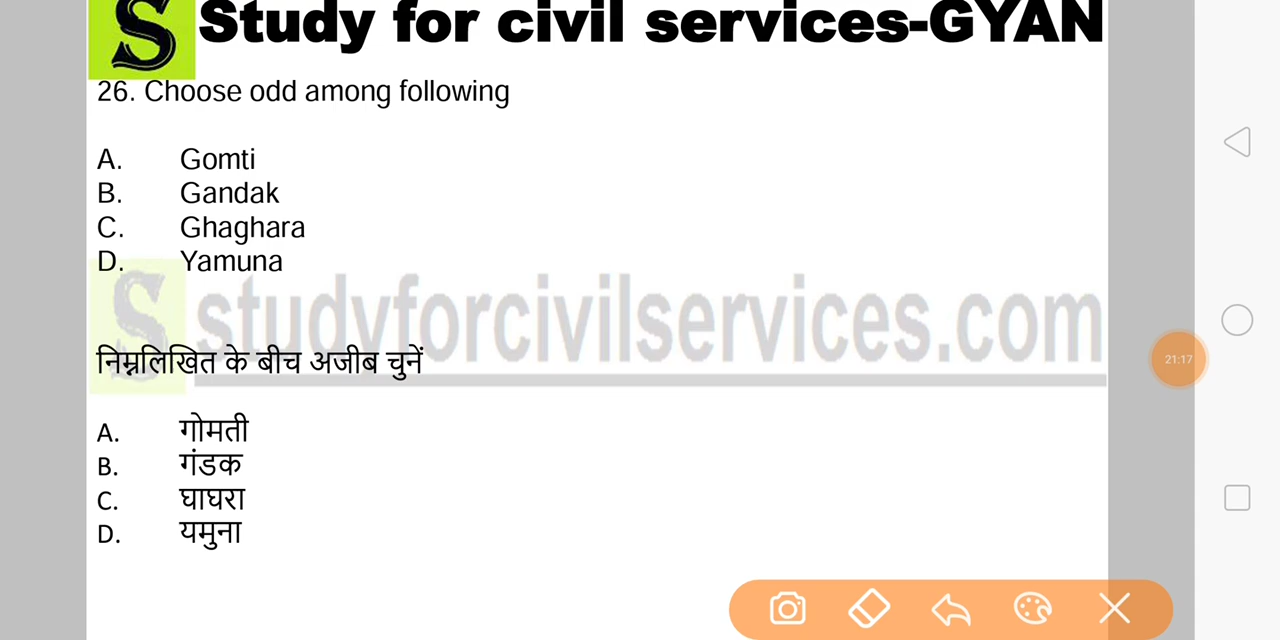 S Study for civil services-GYAN
26. Choose odd among following
A. Gomti
B. Gandak
C. Ghaghara
D. Yamuna
S studyforcivilservices.com
निम्नलिखित के बीच अजीब चुनें
21:17
A. गोमती
B. गंडक
C. घाघरा
D. यमुना